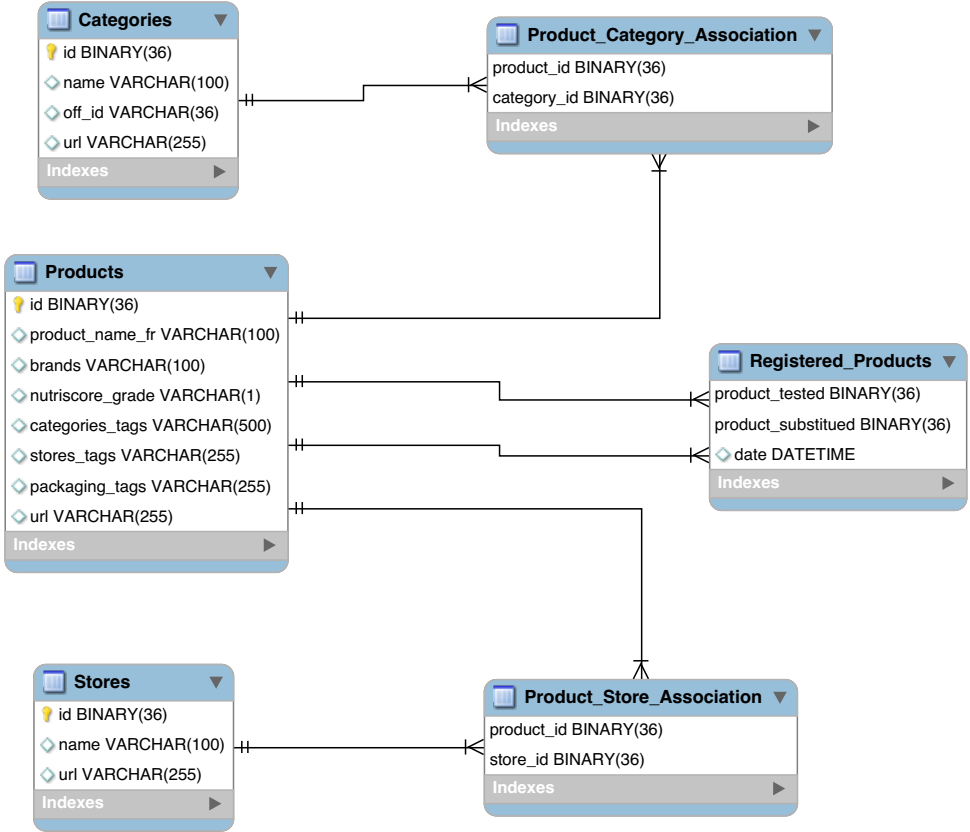 Categories
id BINARY(36)
name VARCHAR(100)
off_id VARCHAR(36)
url VARCHAR(255)
Indexes
Product_Category_Association
product_id BINARY(36)
category_id BINARY(36)
Indexes
Products
id BINARY(36)
product_name_fr VARCHAR(100)
brands VARCHAR(100)
nutriscore_grade VARCHAR(1)
categories_tags VARCHAR(500)
stores_tags VARCHAR(255)
packaging_tags VARCHAR(255)
url VARCHAR(255)
Indexes
Registered_Products
product_tested BINARY(36)
product_substitued BINARY(36)
date DATETIME
Indexes
Stores
id BINARY(36)
name VARCHAR(100)
url VARCHAR(255)
Indexes
Product_Store_Association
product_id BINARY(36)
store_id BINARY(36)
Indexes